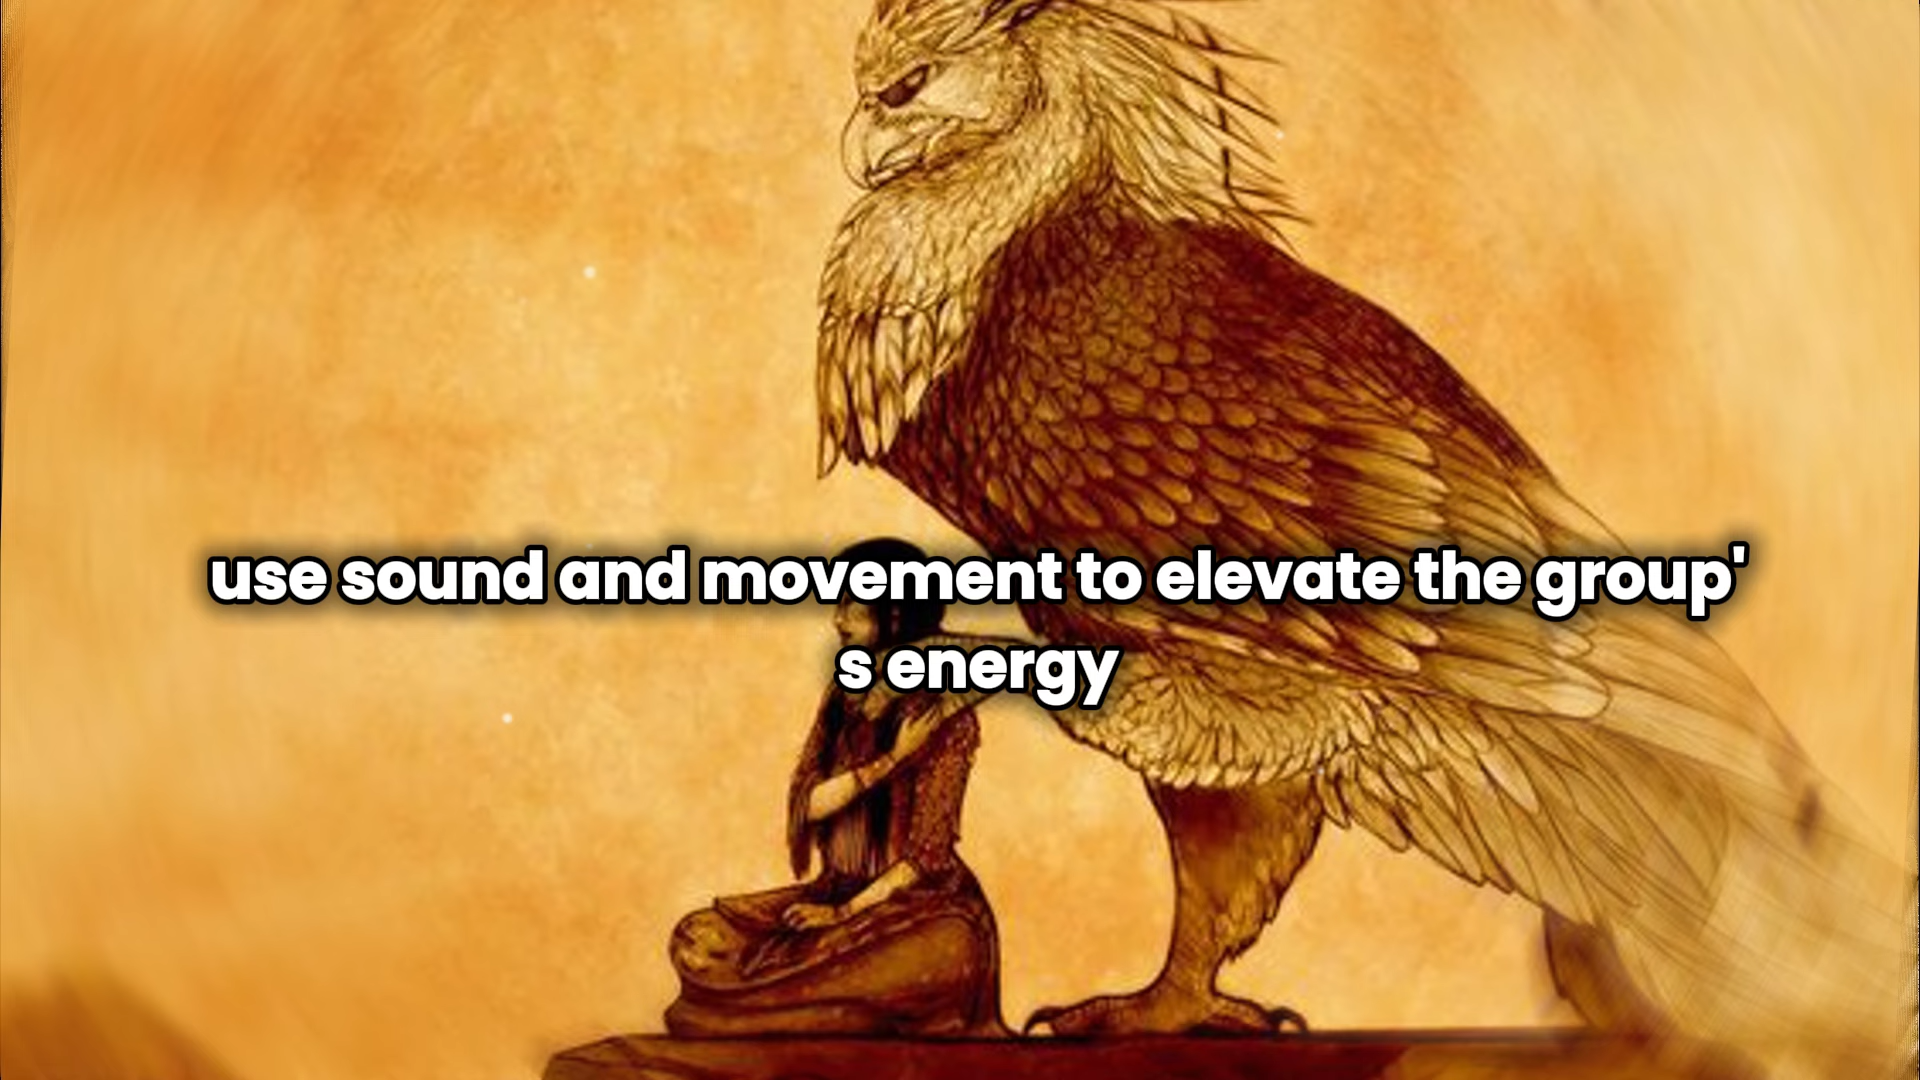 use sound and movement to elevate the group'
s energy